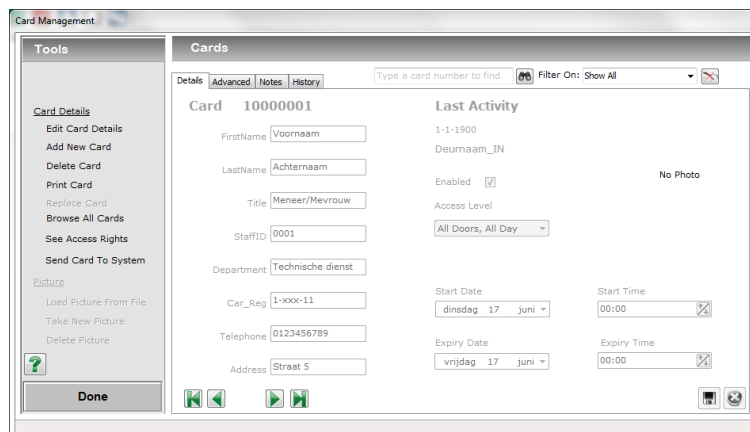 Card Management
Tools
Cards
Details Advanced Notes History
Type a card number to find
Filter On: Show All
Card Details
Edit Card Details
Add New Card
Delete Card
Print Card
Replace Card
Browse All Cards
See Access Rights
Send Card To System
Picture
Load Picture From File
Take New Picture
Delete Picture
?
Done
Card 10000001
FirstName Voornaam
LastName Achternaam
Title Meneer/Mevrouw
StaffID 0001
Department Technische dienst
Car_Reg 1-xxx-11
Telephone 0123456789
Address Straat 5
Last Activity
1-1-1900
Deurnaam_IN
Enabled
Access Level
All Doors, All Day
No Photo
Start Date
dinsdag 17 juni
Start Time
00:00
Expiry Date
vrijdag 17 juni
Expiry Time
00:00